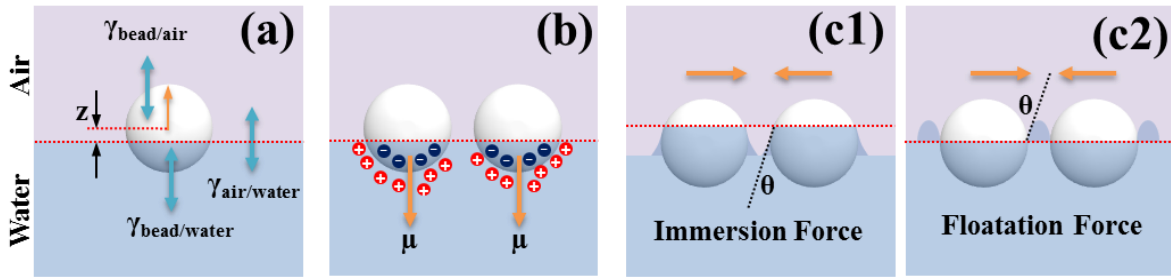 Air
Water
(a)
γbead/air
z
γair/water
γbead/water
(b)
− − − −
+ + + + + + + +
μ
− − − −
+ + + + + + + +
μ
(c1)
θ
Immersion Force
(c2)
θ
Floatation Force